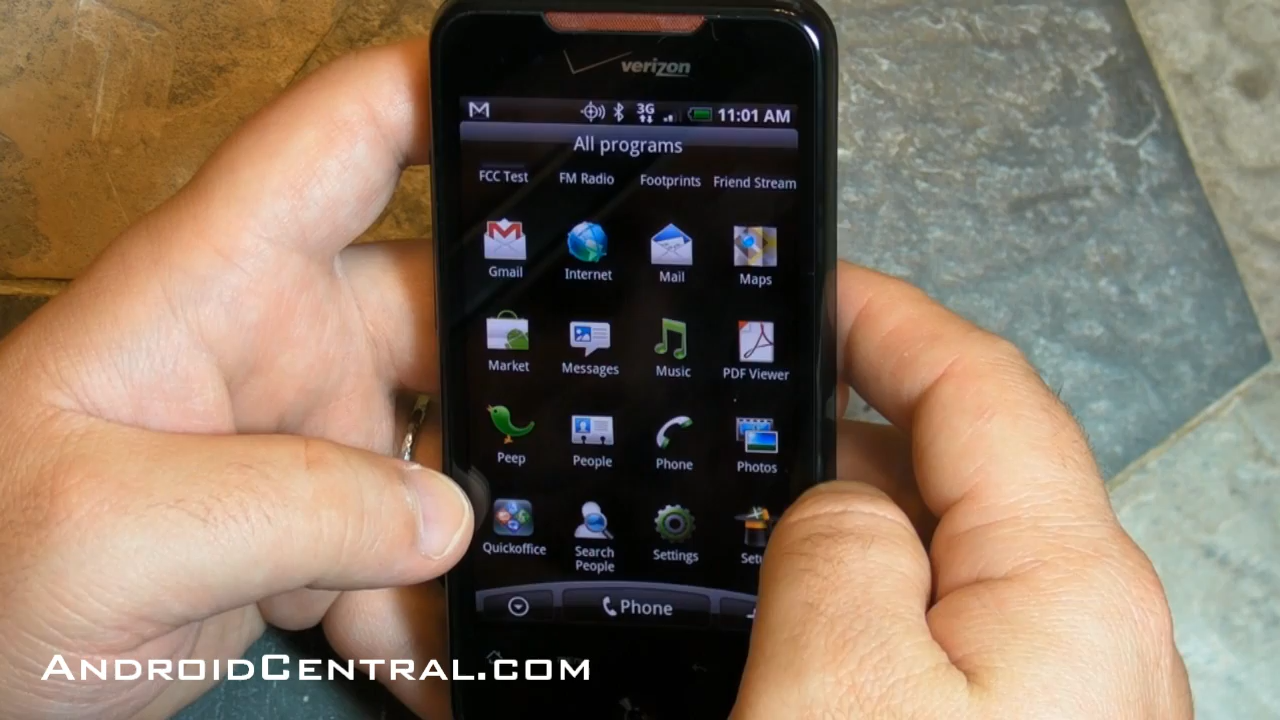 verizon
3G 11:01 AM
All programs
FCC Test FM Radio Footprints Friend Stream
Gmail Internet Mail Maps
Market Messages Music PDF Viewer
Peep People Phone Photos
Quickoffice Search People Settings
Phone
AndroidCentral.com